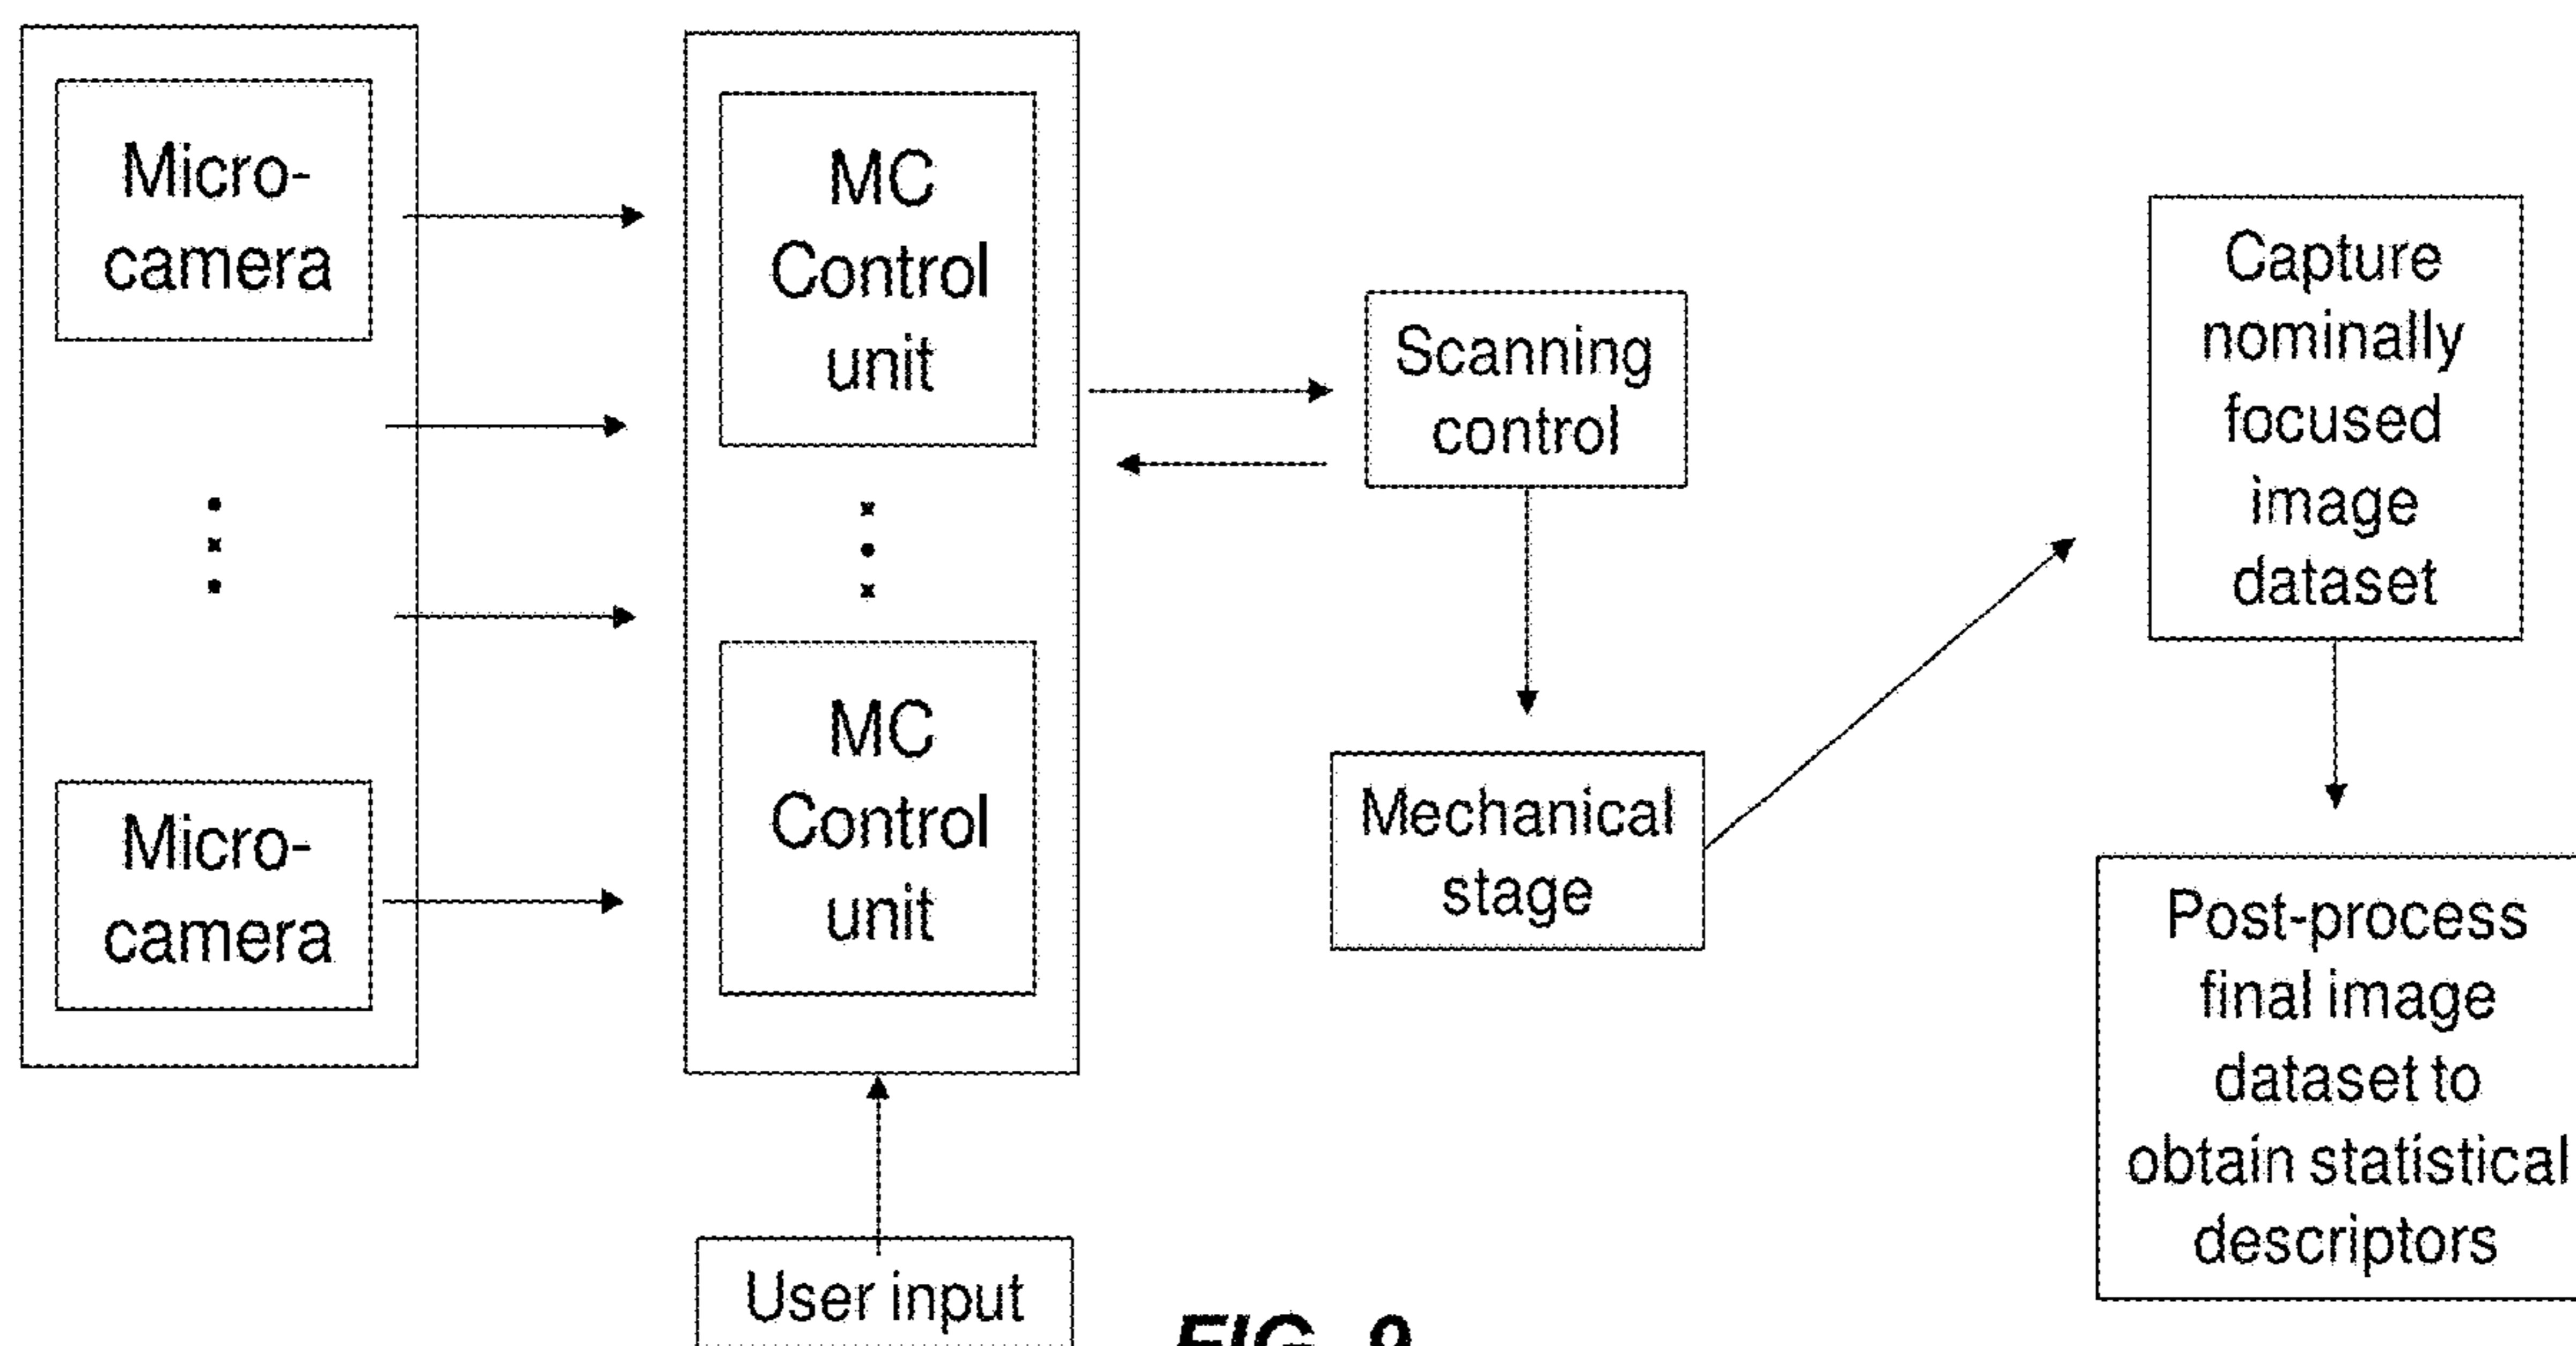 Micro-
camera
Micro-
camera
MC
Control
unit
MC
Control
unit
User input
Scanning
control
Mechanical
stage
Capture
nominally
focused
image
dataset
Post-process
final image
dataset to
obtain statistical
descriptors
FIG.